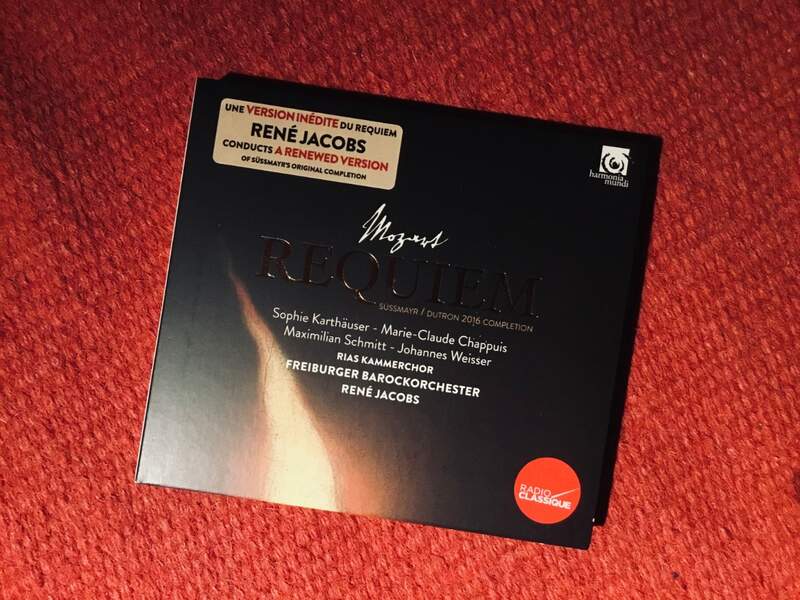 UNE VERSION INÉDITE DU REQUIEM
RENÉ JACOBS
CONDUCTS A RENEWED VERSION
OF SÜSSMAYR'S ORIGINAL COMPLETION
harmonia
mundi
Mozart
REQUIEM
SÜSSMAYR / DUTRON 2016 COMPLETION
Sophie Karthäuser - Marie-Claude Chappuis
Maximilian Schmitt - Johannes Weisser
RIAS KAMMERCHOR
FREIBURGER BAROCKORCHESTER
RENÉ JACOBS
RADIO
CLASSIQUE